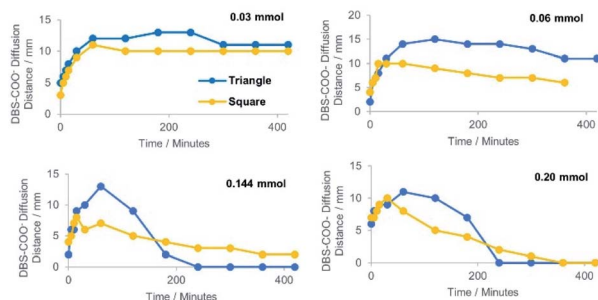 0.03 mmol
DBS-COO⁻ Diffusion
Distance / mm
15
10
5
0
0
200
400
Time / Minutes
Triangle
Square
0.06 mmol
DBS-COO- Diffusion
Distance / mm
20
15
10
5
0
0
200
400
Time / Minutes
0.144 mmol
DBS-COO⁻ Diffusion
Distance / mm
15
10
5
0
0
200
400
Time / Minutes
0.20 mmol
DBS-COO⁻ Diffusion
Distance / mm
15
10
5
0
0
200
400
Time / Minutes